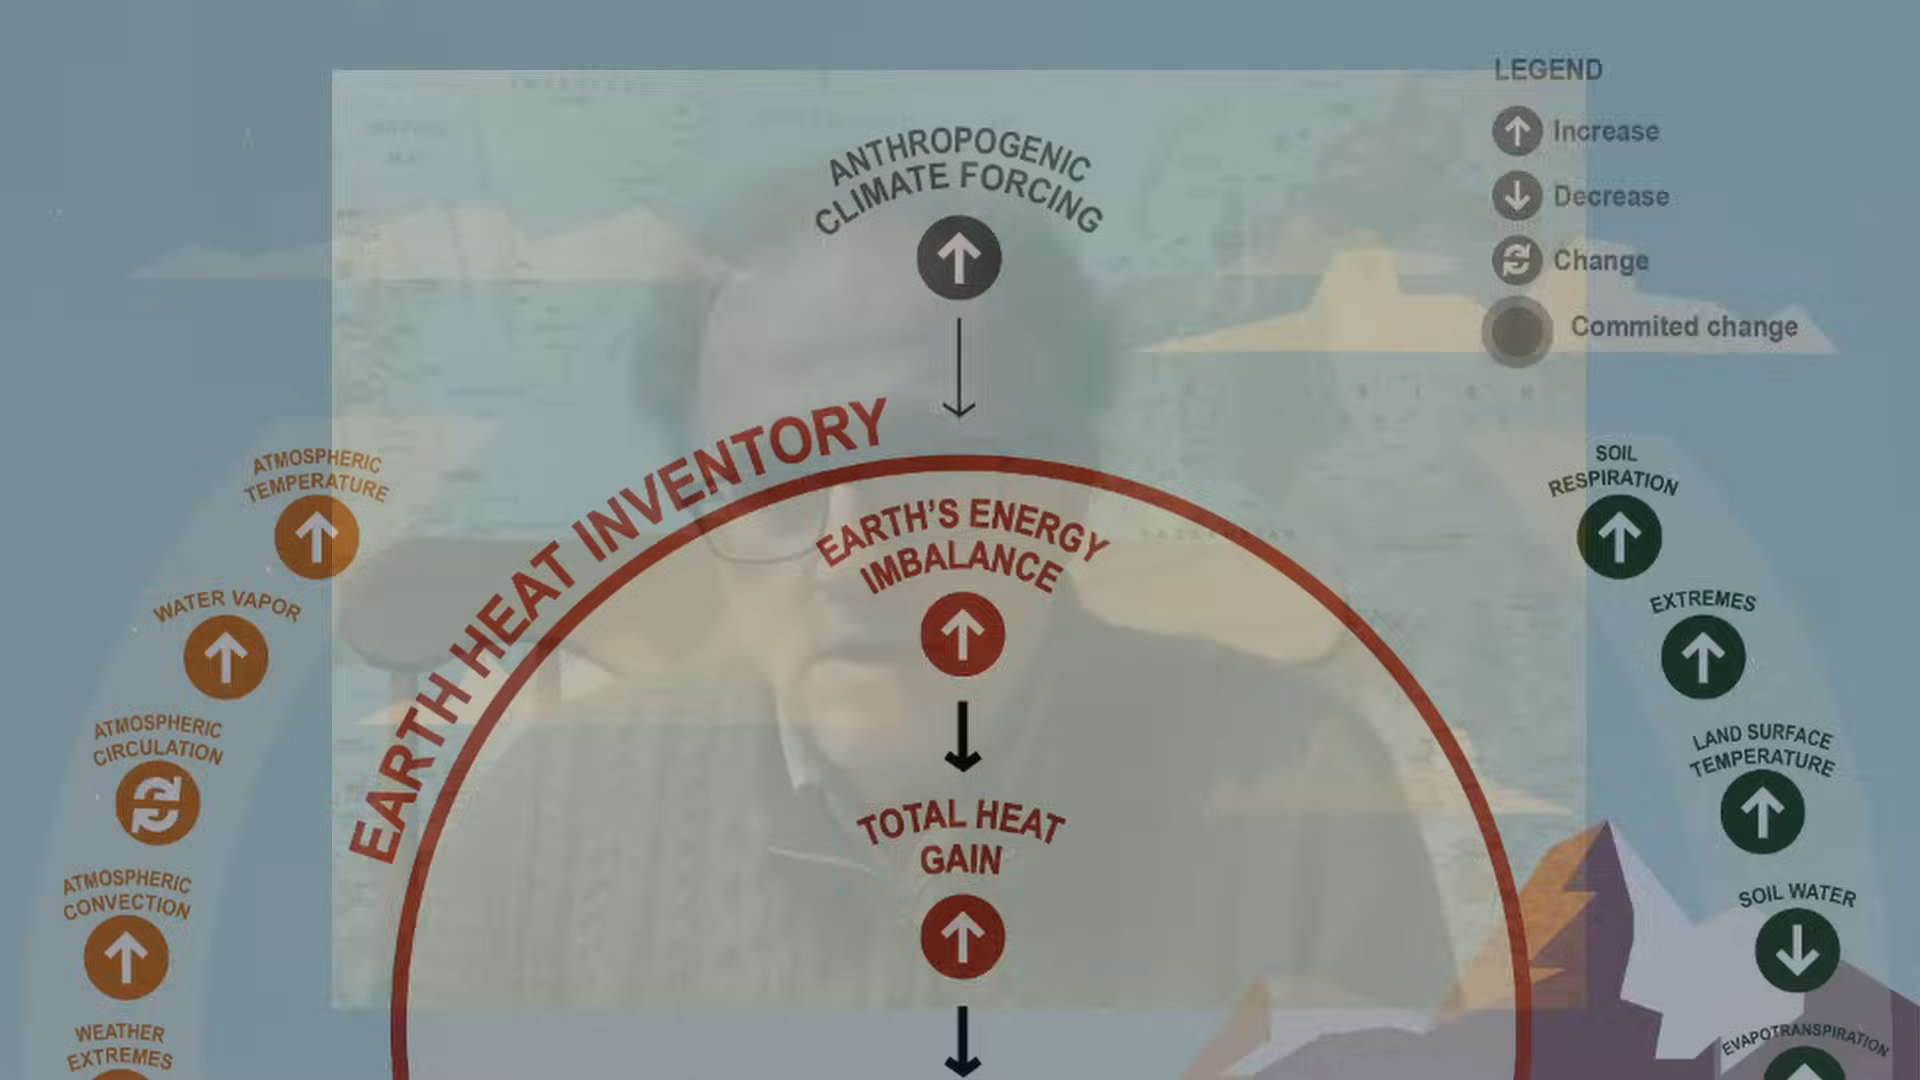 LEGEND
Increase
Decrease
Change
Commited change
ANTHROPOGENIC
CLIMATE FORCING
EARTH HEAT INVENTORY
EARTH'S ENERGY
IMBALANCE
TOTAL HEAT
GAIN
ATMOSPHERIC
TEMPERATURE
WATER VAPOR
ATMOSPHERIC
CIRCULATION
ATMOSPHERIC
CONVECTION
WEATHER
EXTREMES
SOIL
RESPIRATION
EXTREMES
LAND SURFACE
TEMPERATURE
SOIL WATER
EVAPOTRANSPIRATION